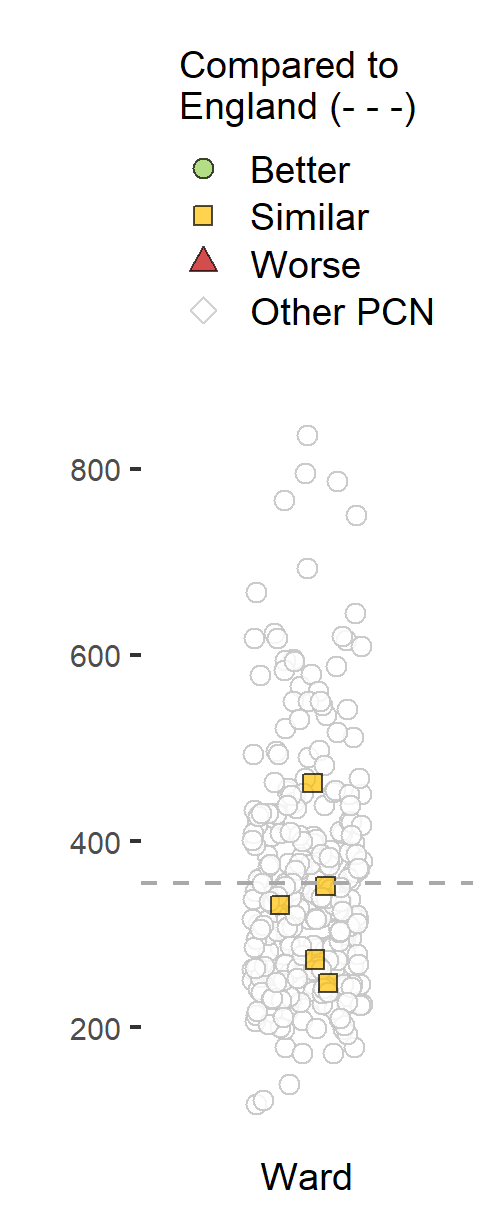 Compared to
England (- - -)
Better
Similar
Worse
Other PCN
800
600
400
200
Ward